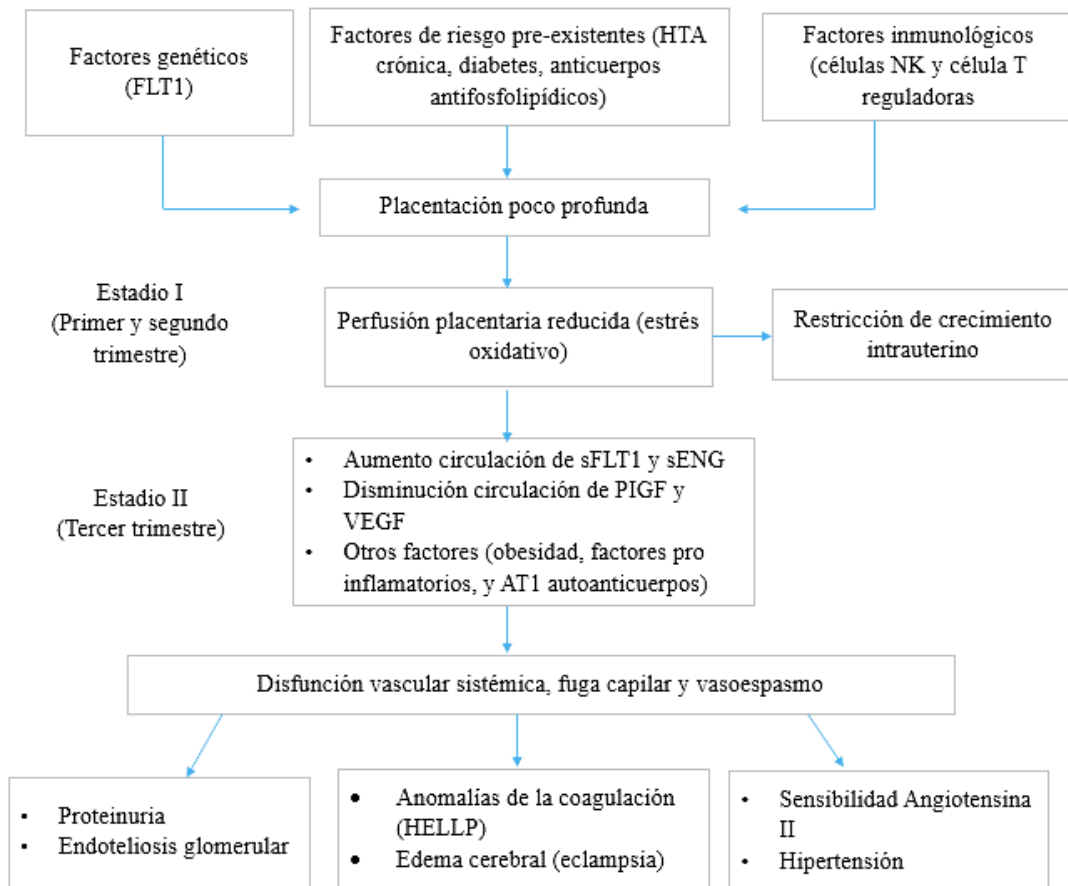 Factores genéticos
(FLT1)
Factores de riesgo pre-existentes (HTA
crónica, diabetes, anticuerpos
antifosfolipídicos)
Factores inmunológicos
(células NK y célula T
reguladoras
Placentación poco profunda
Estadio I
(Primer y segundo
trimestre)
Perfusión placentaria reducida (estrés
oxidativo)
Restricción de crecimiento
intrauterino
Estadio II
(Tercer trimestre)
• Aumento circulación de sFLT1 y sENG
• Disminución circulación de PIGF y
VEGF
• Otros factores (obesidad, factores pro
inflamatorios, y AT1 autoanticuerpos)
Disfunción vascular sistémica, fuga capilar y vasoespasmo
• Proteinuria
• Endoteliosis glomerular
• Anomalías de la coagulación
(HELLP)
• Edema cerebral (eclampsia)
• Sensibilidad Angiotensina
II
• Hipertensión